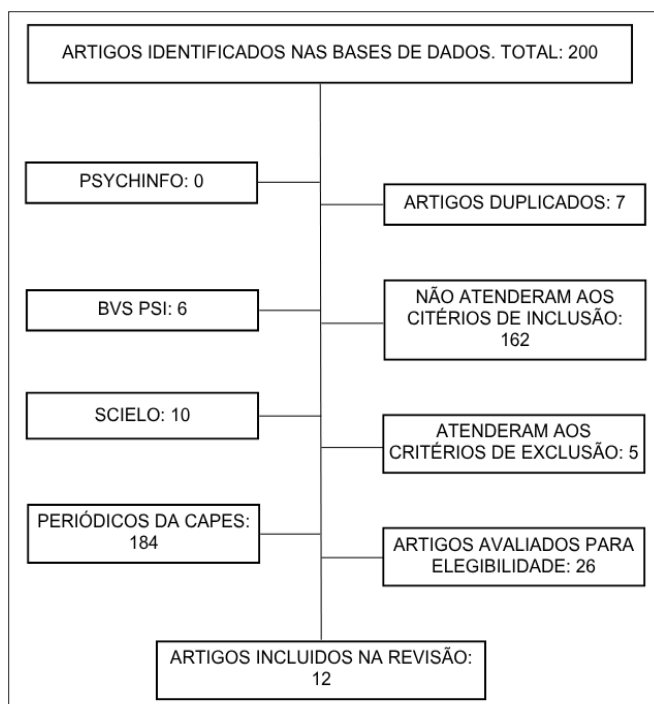 ARTIGOS IDENTIFICADOS NAS BASES DE DADOS. TOTAL: 200
PSYCHINFO: 0
ARTIGOS DUPLICADOS: 7
BVS PSI: 6
NÃO ATENDERAM AOS
CITÉRIOS DE INCLUSÃO:
162
SCIELO: 10
ATENDERAM AOS
CRITÉRIOS DE EXCLUSÃO: 5
PERIÓDICOS DA CAPES:
184
ARTIGOS AVALIADOS PARA
ELEGIBILIDADE: 26
ARTIGOS INCLUIDOS NA REVISÃO:
12